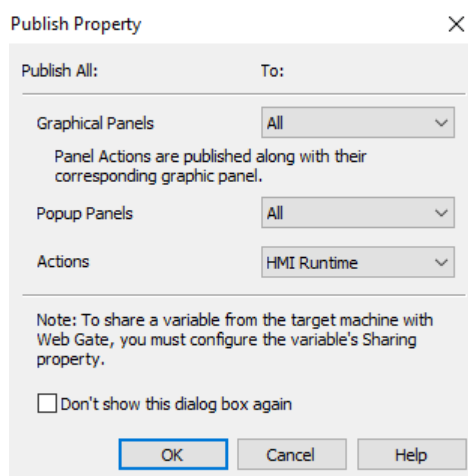 Publish Property
Publish All: To:
Graphical Panels All
Panel Actions are published along with their
corresponding graphic panel.
Popup Panels All
Actions HMI Runtime
Note: To share a variable from the target machine with
Web Gate, you must configure the variable's Sharing
property.
Don't show this dialog box again
OK Cancel Help